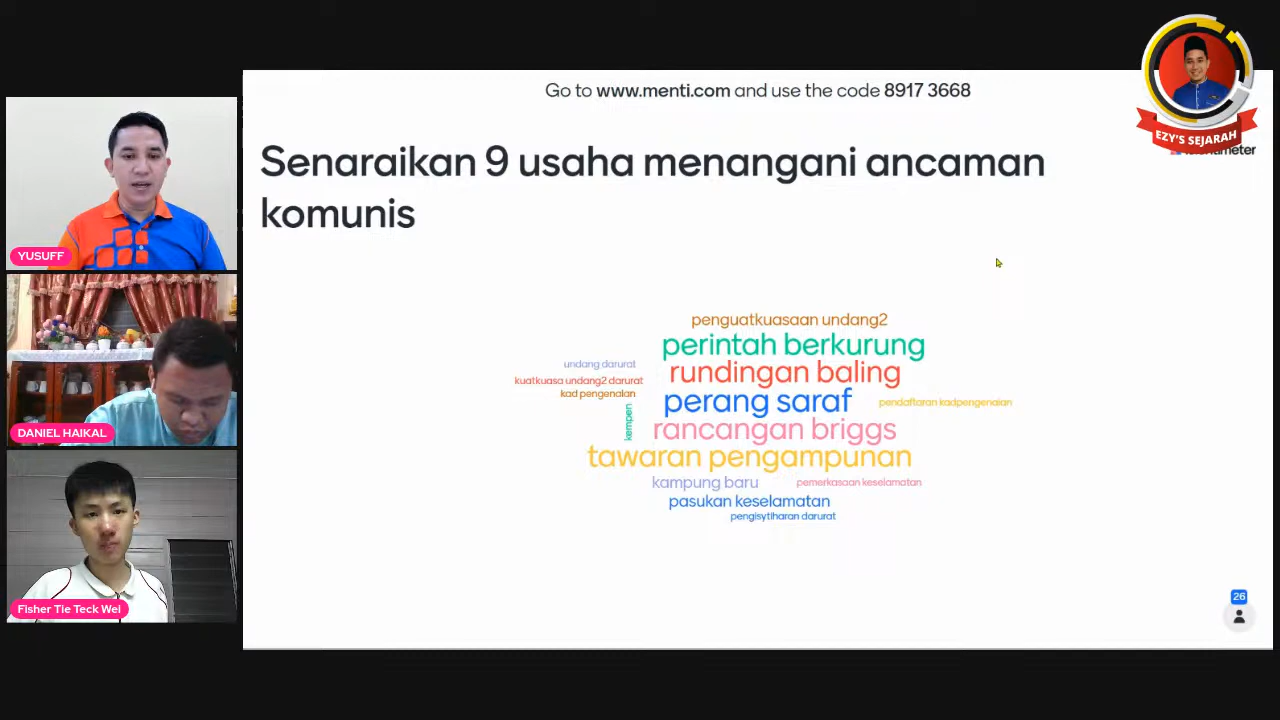 Go to www.menti.com and use the code 8917 3668
EZY'S SEJARAH
Senaraikan 9 usaha menangani ancaman
komunis
YUSUFF
DANIEL HAIKAL
Fisher Tie Teck Wei
penguatkuasaan undang2
perintah berkurung
undang darurat
rundingan baling
kuatkuasa undang2 darurat
kad pengenalan
perang saraf
pendaftaran kadpengenalan
kempen
rancangan briggs
tawaran pengampunan
kampung baru
pemerkasaan keselamatan
pasukan keselamatan
pengisytiharan darurat
26